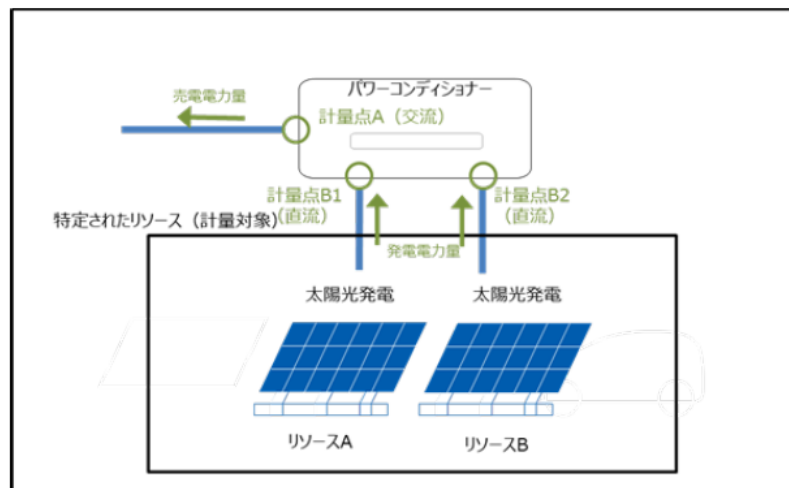 パワーコンディショナー
売電電力量
計量点A（交流）
計量点B1
（直流）
計量点B2
（直流）
特定されたリソース（計量対象）
発電電力量
太陽光発電
太陽光発電
リソースA
リソースB